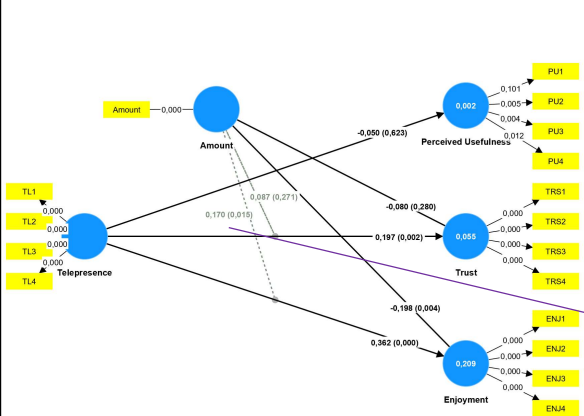 PU1
0,101
0,002
0,005
PU2
Amount
0,000
0,004
PU3
-0,050 (0,623)
0,012
Perceived Usefulness
Amount
PU4
TL1
0,087 (0,271)
TRS1
0,000
-0,080 (0,280)
0,000
0,170 (0,015)
TL2
0,000
0,000
TRS2
0,197 (0,002)
0,055
0,000
TL3
0,000
TRS3
0,000
0,000
Telepresence
Trust
TL4
TRS4
-0,198 (0,004)
ENJ1
0,000
0,362 (0,000)
0,000
ENJ2
0,209
0,000
ENJ3
0,000
Enjoyment
ENJ4